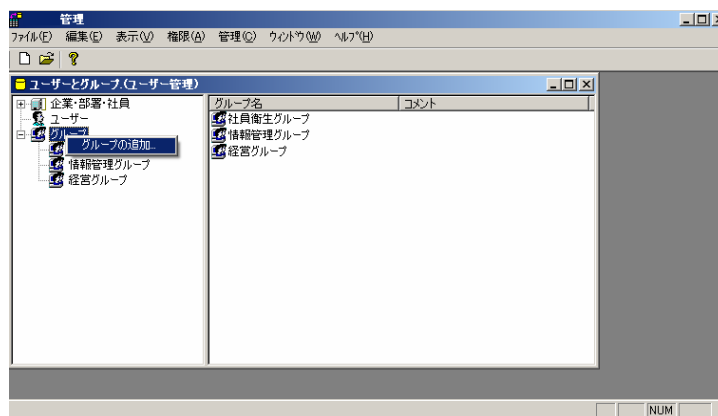 管理
ファイル(F) 編集(E) 表示(V) 権限(A) 管理(C) ウィンドウ(W) ヘルプ(H)
ユーザーとグループ.(ユーザー管理)
企業・部署・社員
ユーザー
グループ
グループの追加...
情報管理グループ
経営グループ
グループ名 コメント
社員衛生グループ
情報管理グループ
経営グループ
NUM